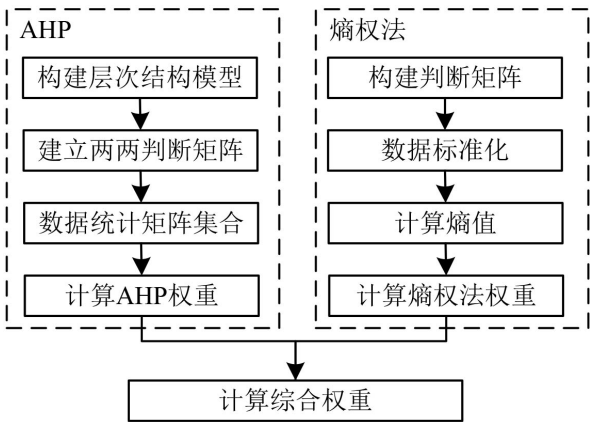 AHP
构建层次结构模型
建立两两判断矩阵
数据统计矩阵集合
计算AHP权重
熵权法
构建判断矩阵
数据标准化
计算熵值
计算熵权法权重
计算综合权重